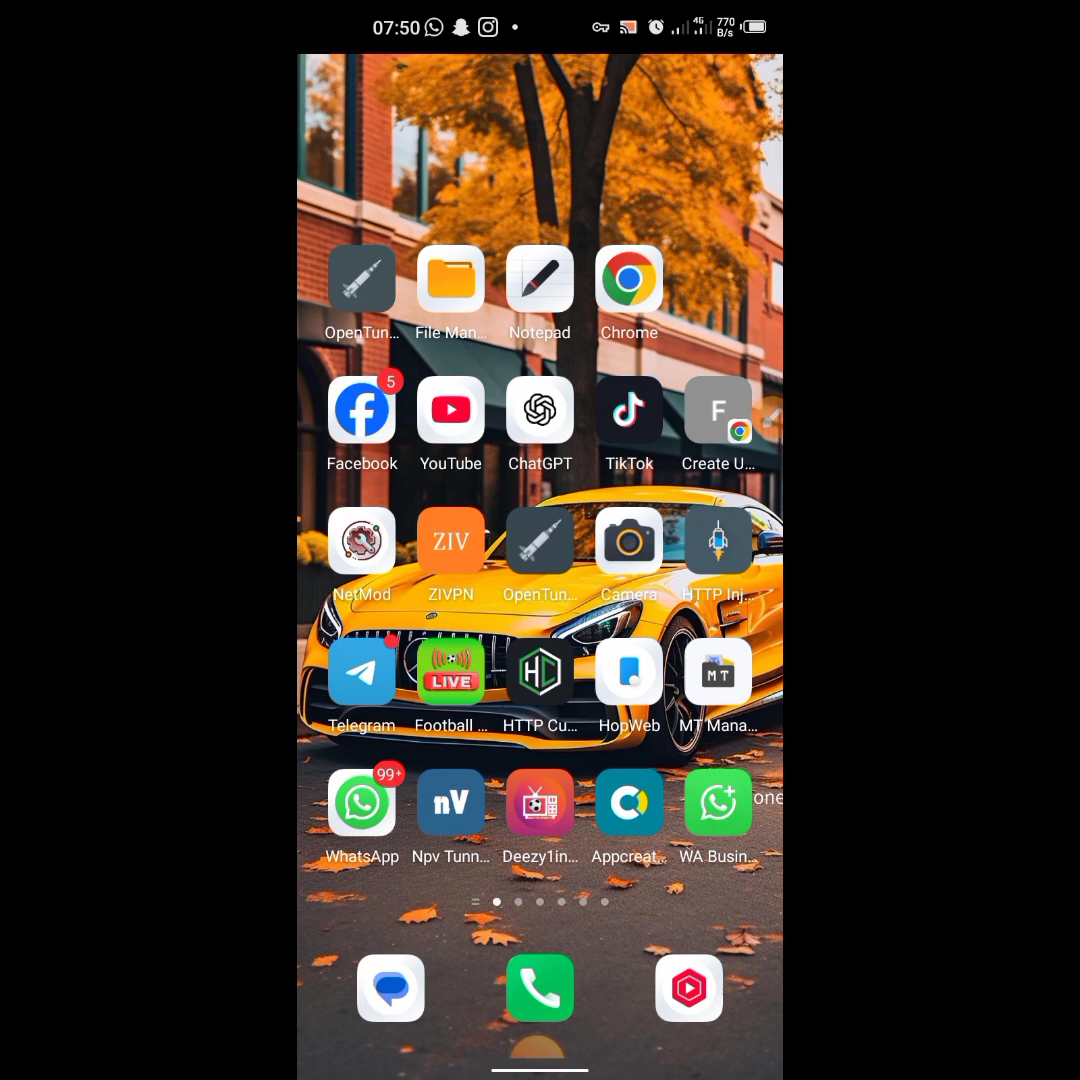 07:50
4G
770
B/s
OpenTun...
File Man...
Notepad
Chrome
5
F
Facebook
YouTube
ChatGPT
TikTok
Create U...
ZIV
NetMod
ZIVPN
OpenTun...
Camera
HTTP Inj...
LIVE
HC
MT
Telegram
Football ...
HTTP Cu...
HopWeb
MT Mana...
99+
nV
one
WhatsApp
Npv Tunn...
Deezy1in...
Appcreat...
WA Busin...